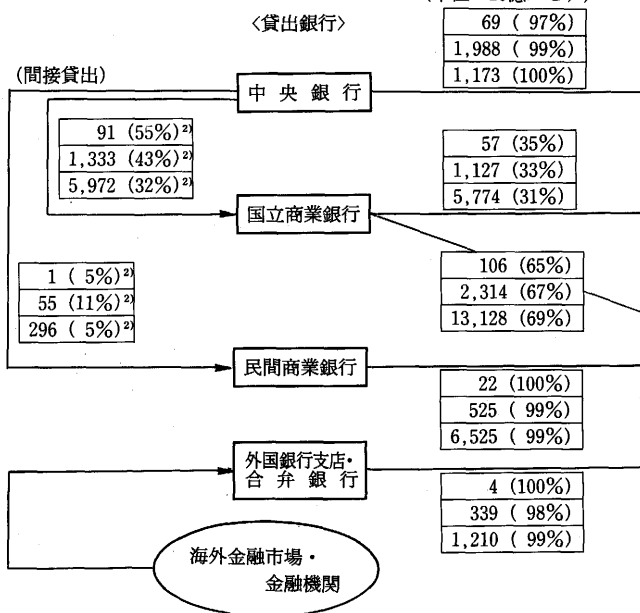 〈貸出銀行〉
69 ( 97%)
1,988 ( 99%)
1,173 (100%)
(間接貸出)
中央銀行
91 (55%)²⁾
1,333 (43%)²⁾
5,972 (32%)²⁾
57 (35%)
1,127 (33%)
5,774 (31%)
国立商業銀行
1 ( 5%)²⁾
55 (11%)²⁾
296 ( 5%)²⁾
106 (65%)
2,314 (67%)
13,128 (69%)
民間商業銀行
22 (100%)
525 ( 99%)
6,525 ( 99%)
外国銀行支店・
合弁銀行
4 (100%)
339 ( 98%)
1,210 ( 99%)
海外金融市場・
金融機関